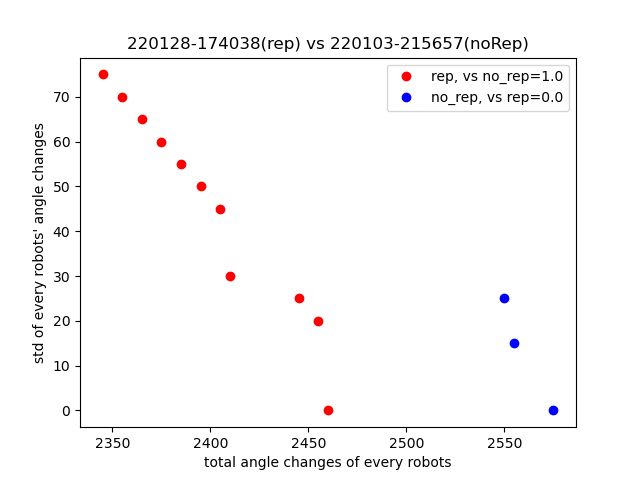 220128-174038(rep) vs 220103-215657(noRep)
rep, vs no_rep=1.0
no_rep, vs rep=0.0
std of every robots' angle changes
70
60
50
40
30
20
10
0
2350 2400 2450 2500 2550
total angle changes of every robots